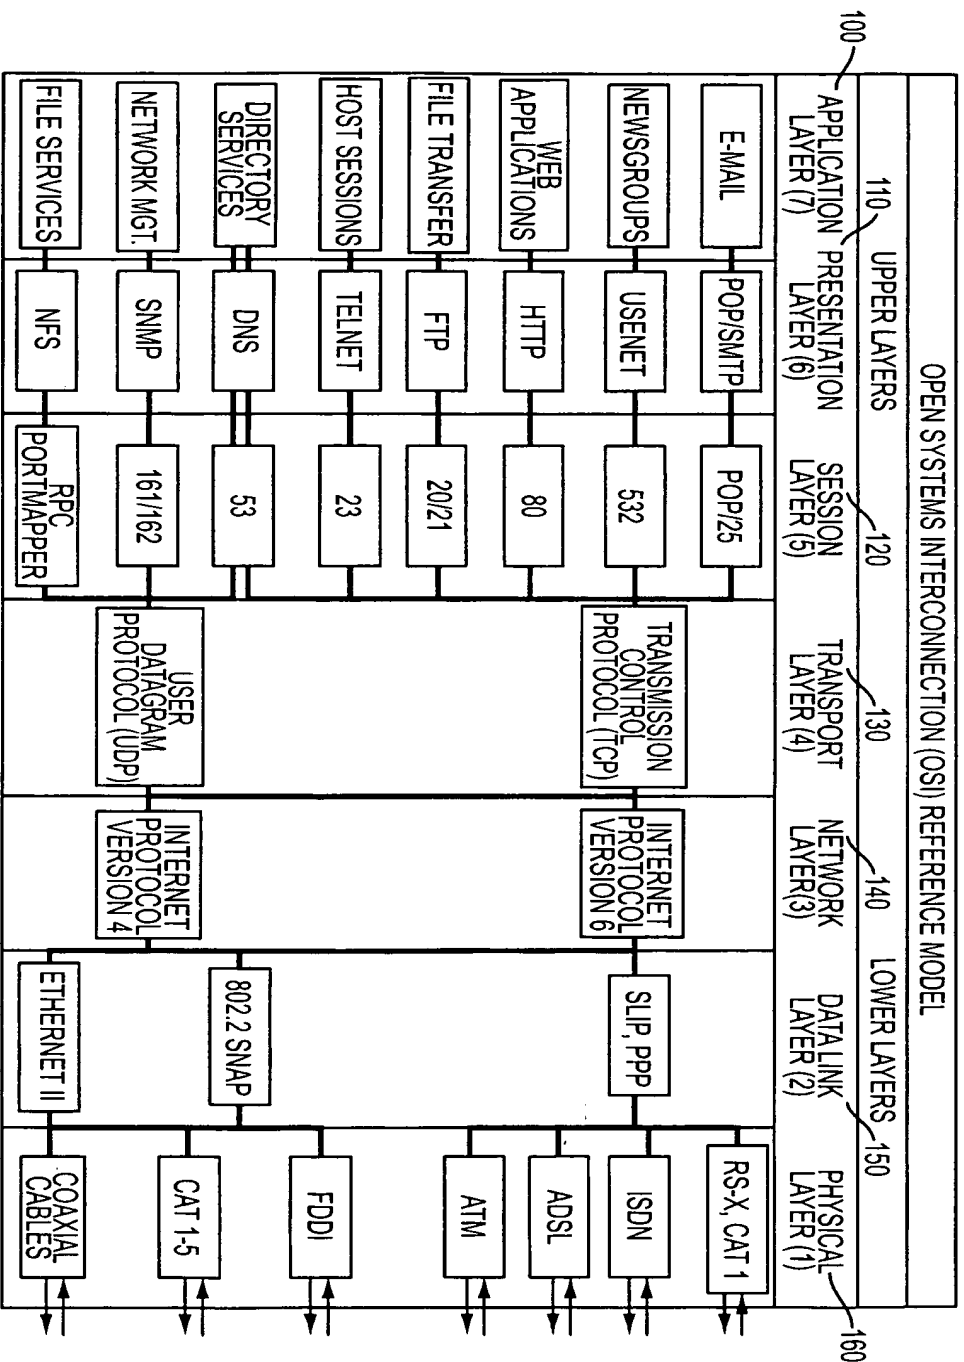 OPEN SYSTEMS INTERCONNECTION (OSI) REFERENCE MODEL
UPPER LAYERS
LOWER LAYERS
100
110
120
130
140
150
160
APPLICATION
LAYER (7)
PRESENTATION
LAYER (6)
SESSION
LAYER (5)
TRANSPORT
LAYER (4)
NETWORK
LAYER(3)
DATA LINK
LAYER (2)
PHYSICAL
LAYER (1)
E-MAIL
POP/SMTP
POP/25
NEWSGROUPS
USENET
532
WEB
APPLICATIONS
HTTP
80
FILE TRANSFER
FTP
20/21
HOST SESSIONS
TELNET
23
DIRECTORY
SERVICES
DNS
53
NETWORK MGT.
SNMP
161/162
FILE SERVICES
NFS
RPC
PORTMAPPER
TRANSMISSION
CONTROL
PROTOCOL (TCP)
USER
DATAGRAM
PROTOCOL (UDP)
INTERNET
PROTOCOL
VERSION 6
INTERNET
PROTOCOL
VERSION 4
SLIP, PPP
802.2 SNAP
ETHERNET II
RS-X, CAT 1
ISDN
ADSL
ATM
FDDI
CAT 1-5
COAXIAL
CABLES